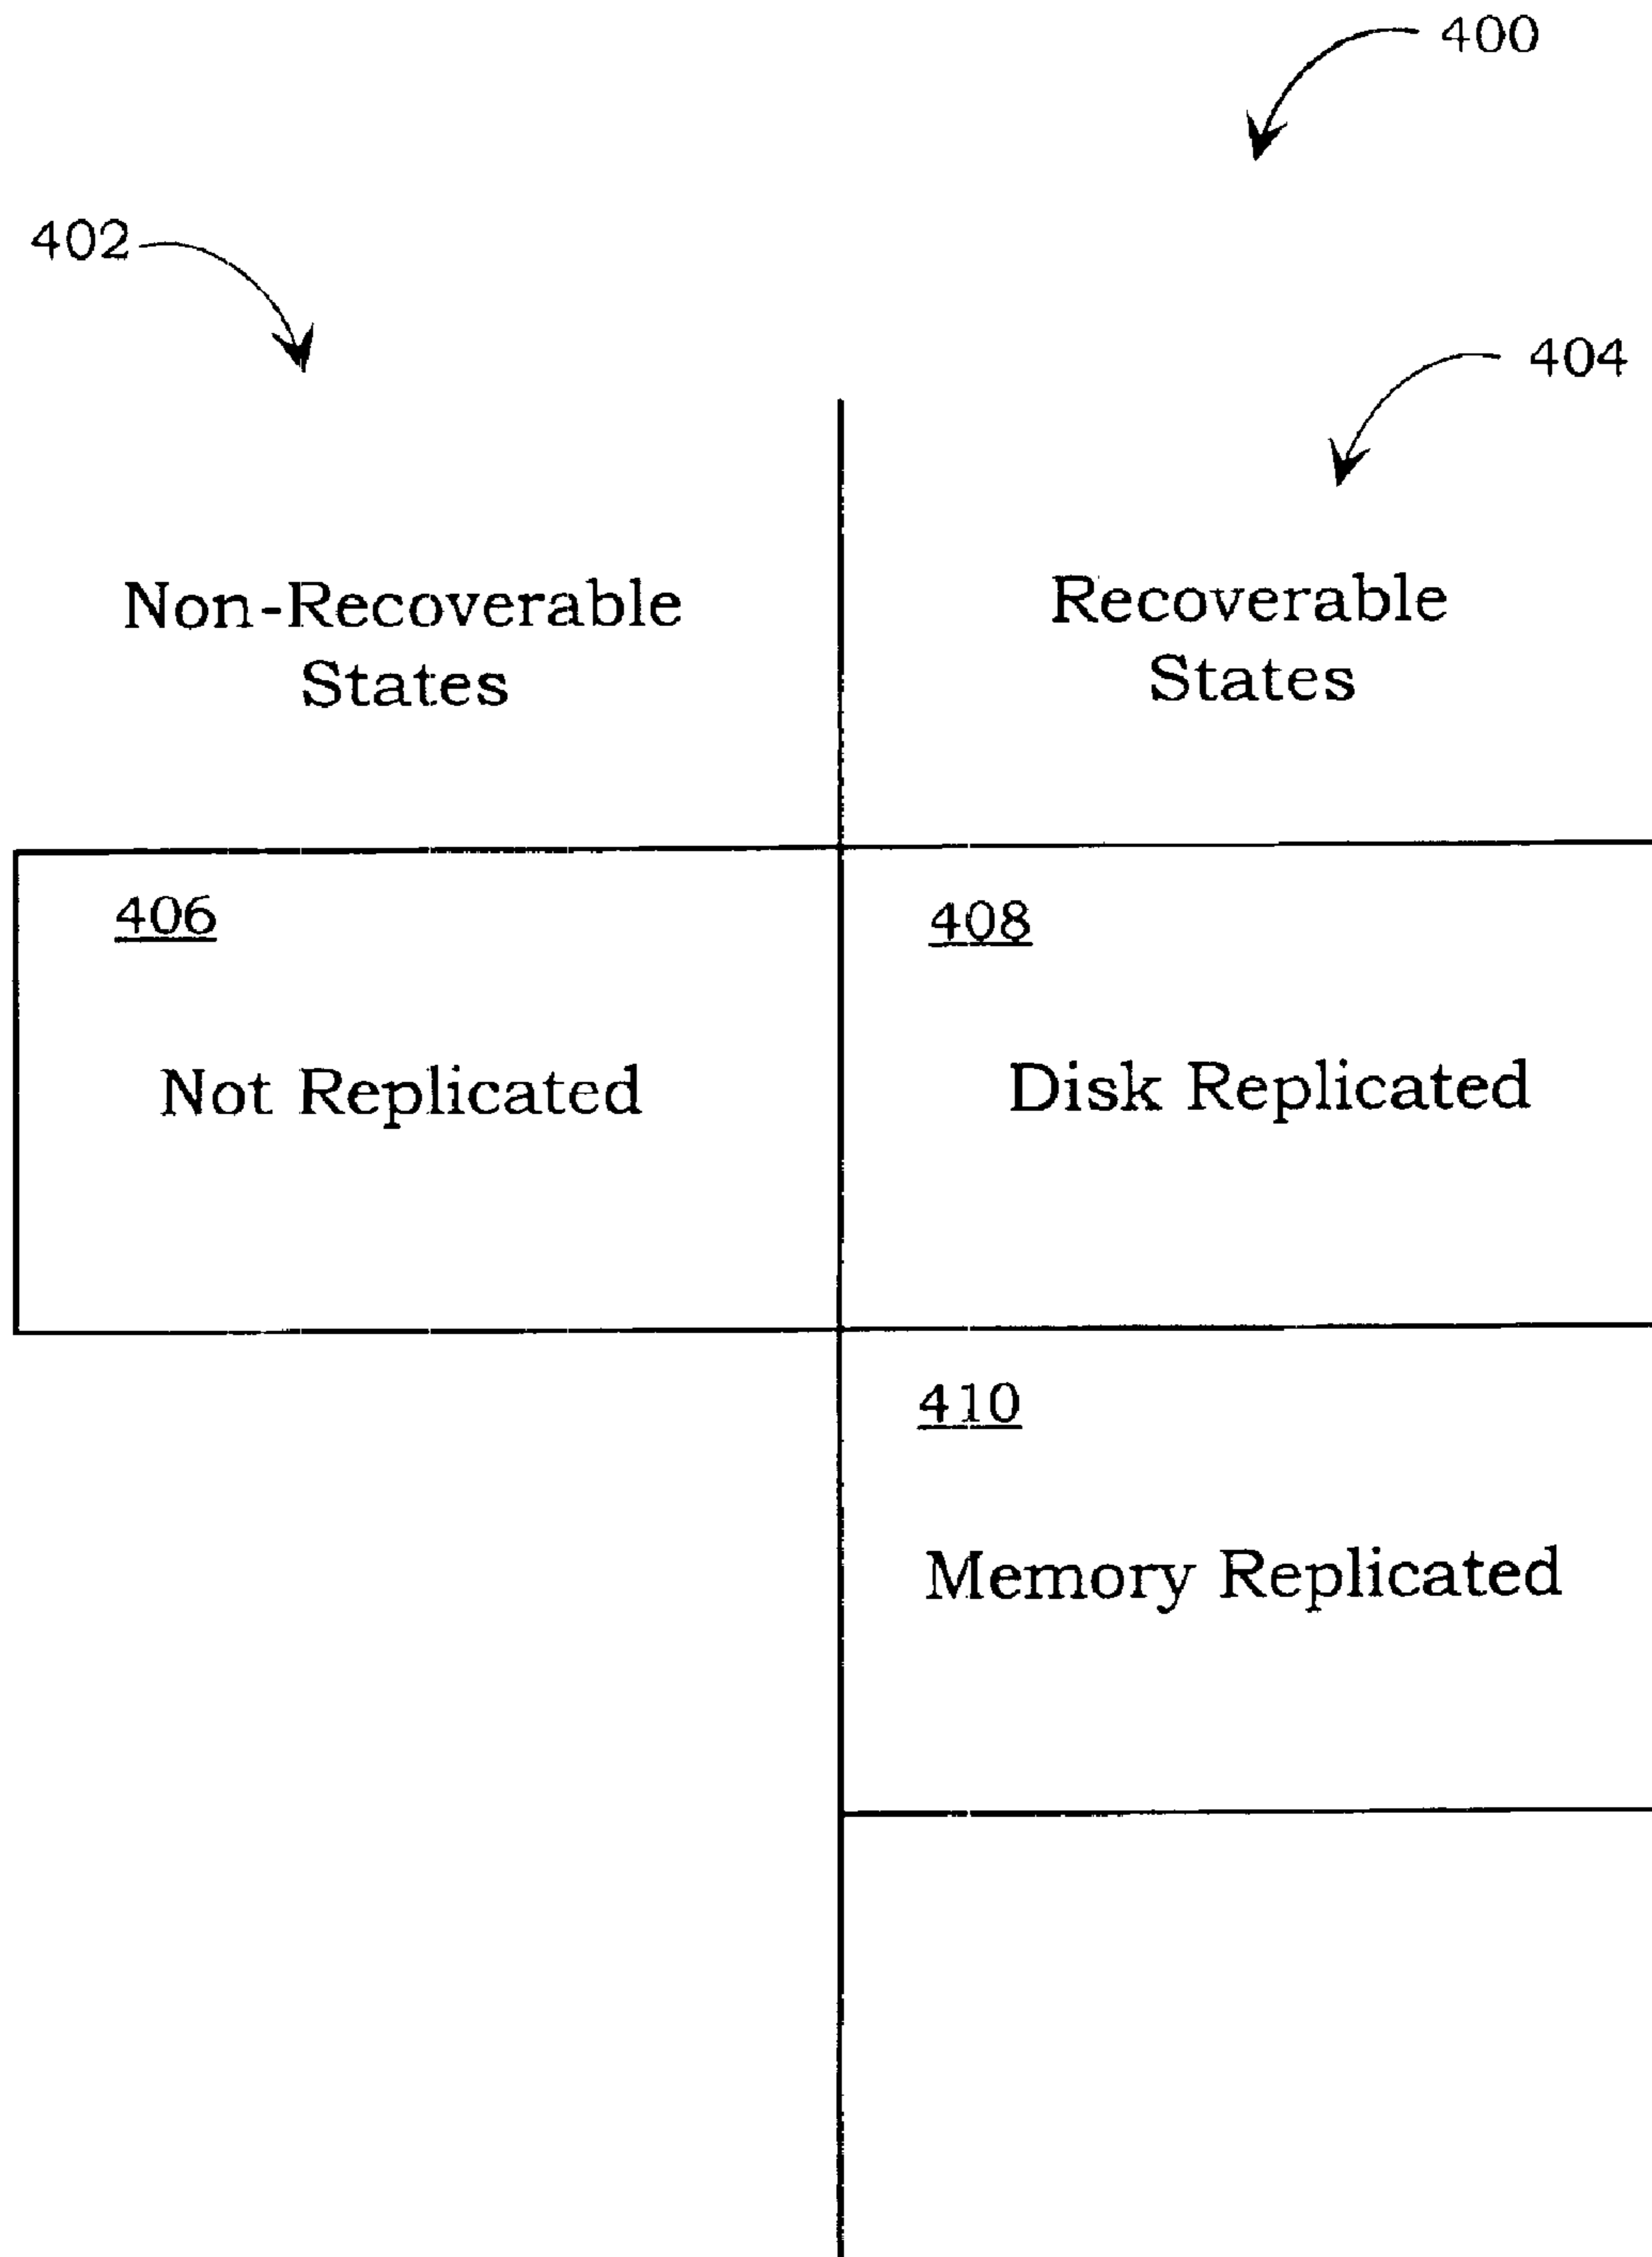 400
402
404
Non-Recoverable
States
Recoverable
States
406
Not Replicated
408
Disk Replicated
410
Memory Replicated